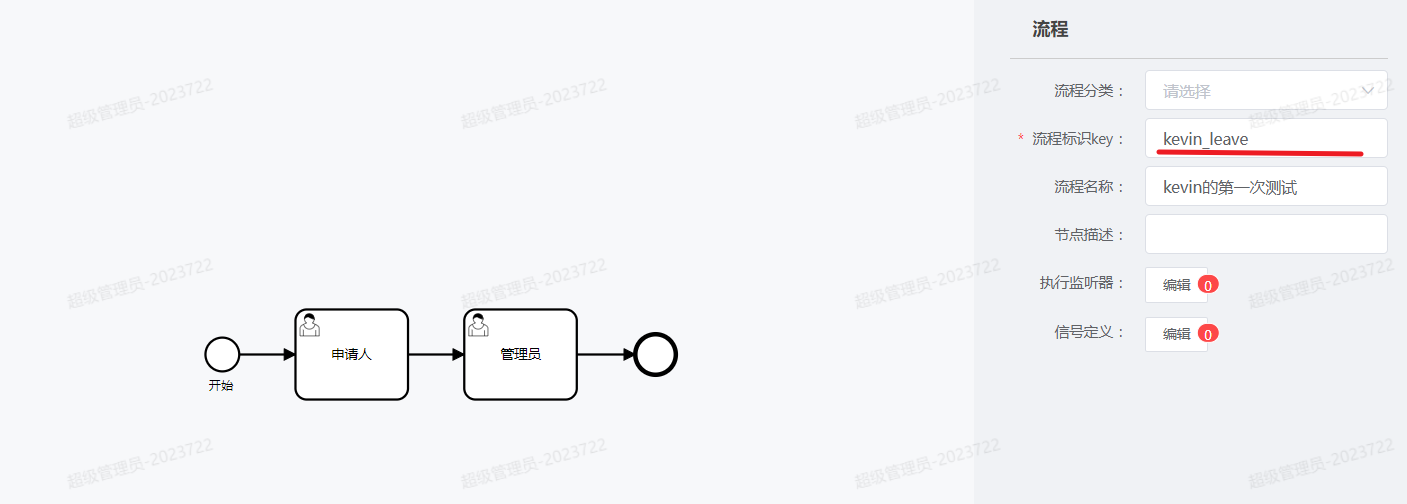 流程
流程分类：
请选择
* 流程标识key：
kevin_leave
流程名称：
kevin的第一次测试
节点描述：
执行监听器：
编辑 0
信号定义：
编辑 0
申请人
管理员
开始
超级管理员-2023722
超级管理员-2023722
超级管理员-2023722
超级管理员-2023722
超级管理员-2023722
超级管理员-2023722
超级管理员-2023722
超级管理员-2023722
超级管理员-2023722
超级管理员-2023722
超级管理员-2023722
超级管理员-2023722